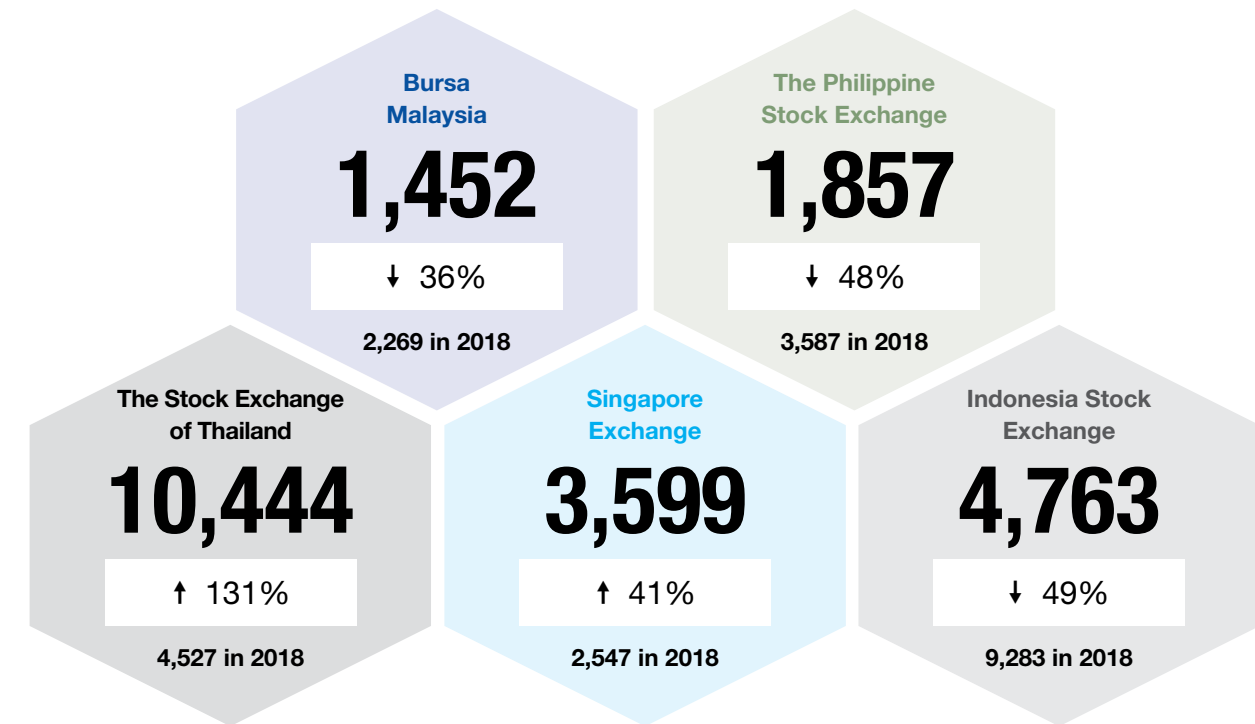 Bursa
Malaysia
1,452
↓ 36%
2,269 in 2018
The Philippine
Stock Exchange
1,857
↓ 48%
3,587 in 2018
The Stock Exchange
of Thailand
10,444
↑ 131%
4,527 in 2018
Singapore
Exchange
3,599
↑ 41%
2,547 in 2018
Indonesia Stock
Exchange
4,763
↓ 49%
9,283 in 2018